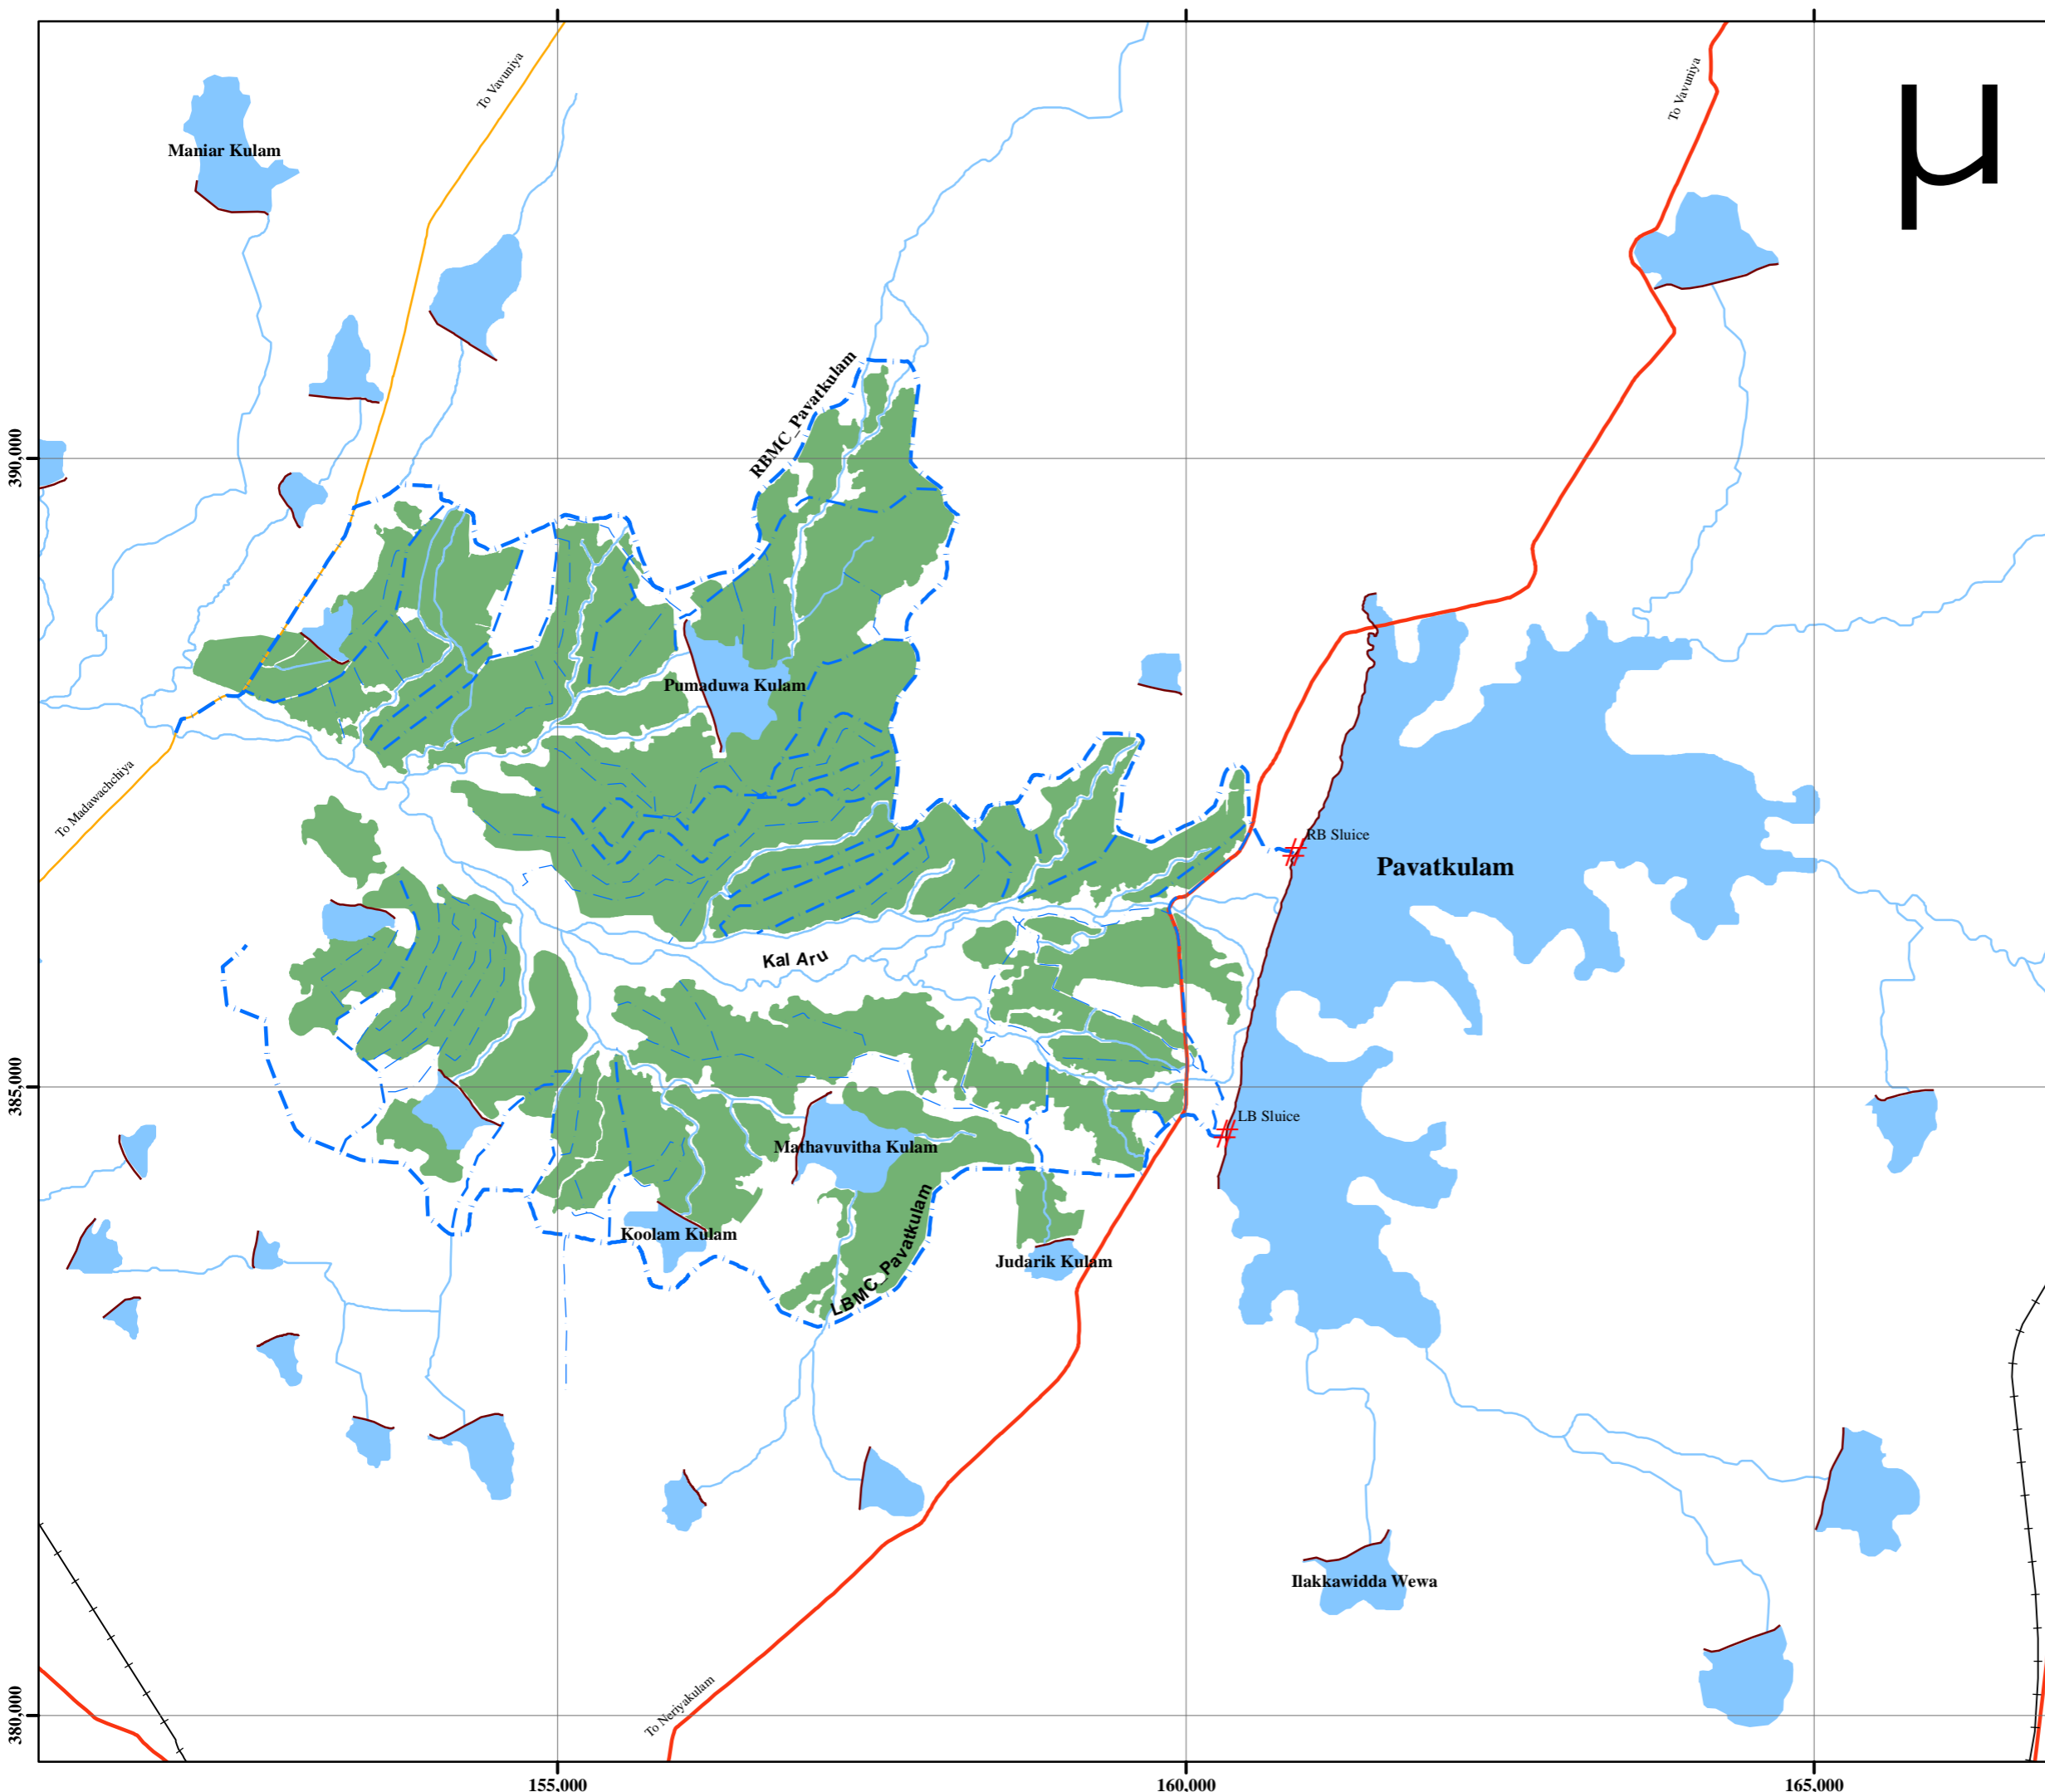 To Vavuniya
To Vavuniya
µ
Maniar Kulam
RBMC_Pavatkulam
390,000
Pumaduwa Kulam
To Madawachchiya
RB Sluice
Pavatkulam
Kal Aru
385,000
LB Sluice
Mathavuvitha Kulam
LBMC_Pavatkulam
Koolam Kulam
Judarik Kulam
Ilakkawidda Wewa
To Neriyakulam
380,000
155,000
160,000
165,000